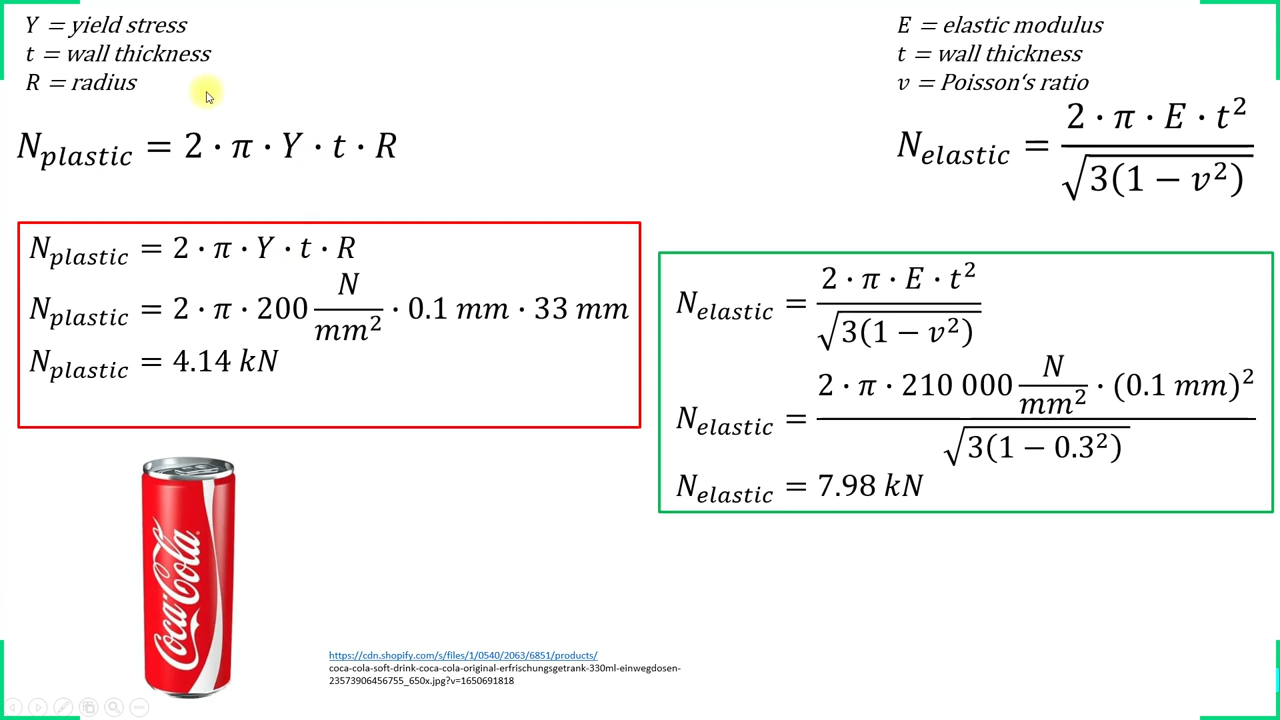 Y = yield stress
t = wall thickness
R = radius
N_plastic = 2 · π · Y · t · R
E = elastic modulus
t = wall thickness
v = Poisson's ratio
N_elastic = (2 · π · E · t²) / √(3(1 − v²))
N_plastic = 2 · π · Y · t · R
N_plastic = 2 · π · 200 N/mm² · 0.1 mm · 33 mm
N_plastic = 4.14 kN
N_elastic = (2 · π · E · t²) / √(3(1 − v²))
N_elastic = (2 · π · 210 000 N/mm² · (0.1 mm)²) / √(3(1 − 0.3²))
N_elastic = 7.98 kN
Coca-Cola
https://cdn.shopify.com/s/files/1/0540/2063/6851/products/
coca-cola-soft-drink-coca-cola-original-erfrischungsgetrank-330ml-einwegdosen-
23573906456755_650x.jpg?v=1650691818